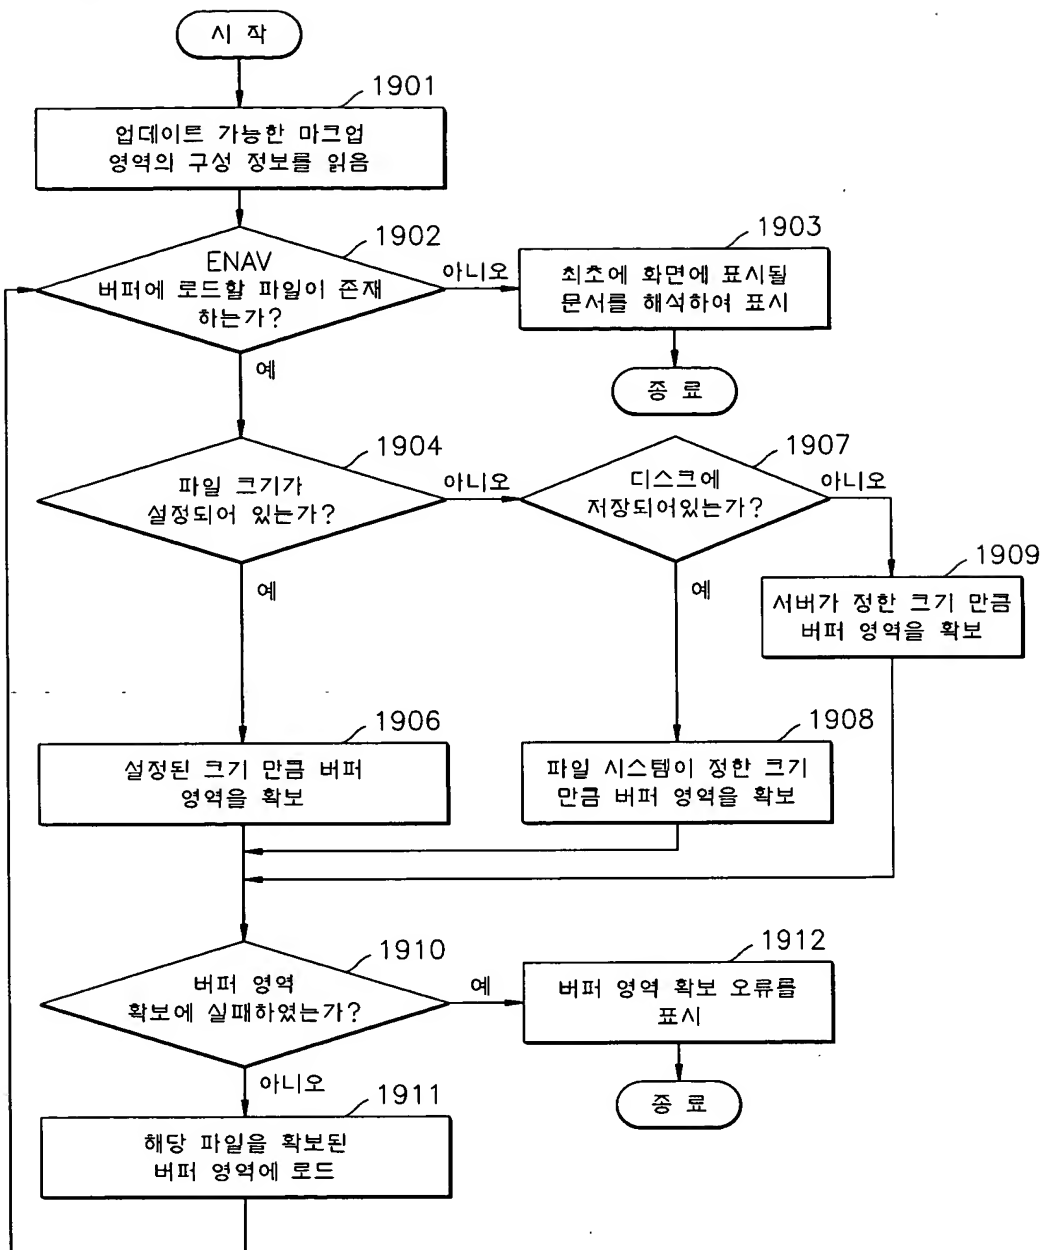 시 작
1901
업데이트 가능한 마크업
영역의 구성 정보를 읽음
1902
ENAV
버퍼에 로드할 파일이 존재
하는가?
아니오
1903
최초에 화면에 표시될
문서를 해석하여 표시
종 료
예
1904
파일 크기가
설정되어 있는가?
아니오
1907
디스크에
저장되어있는가?
아니오
예
예
1909
서버가 정한 크기 만큼
버퍼 영역을 확보
1906
설정된 크기 만큼 버퍼
영역을 확보
1908
파일 시스템이 정한 크기
만큼 버퍼 영역을 확보
1910
버퍼 영역
확보에 실패하였는가?
예
1912
버퍼 영역 확보 오류를
표시
종 료
아니오
1911
해당 파일을 확보된
버퍼 영역에 로드